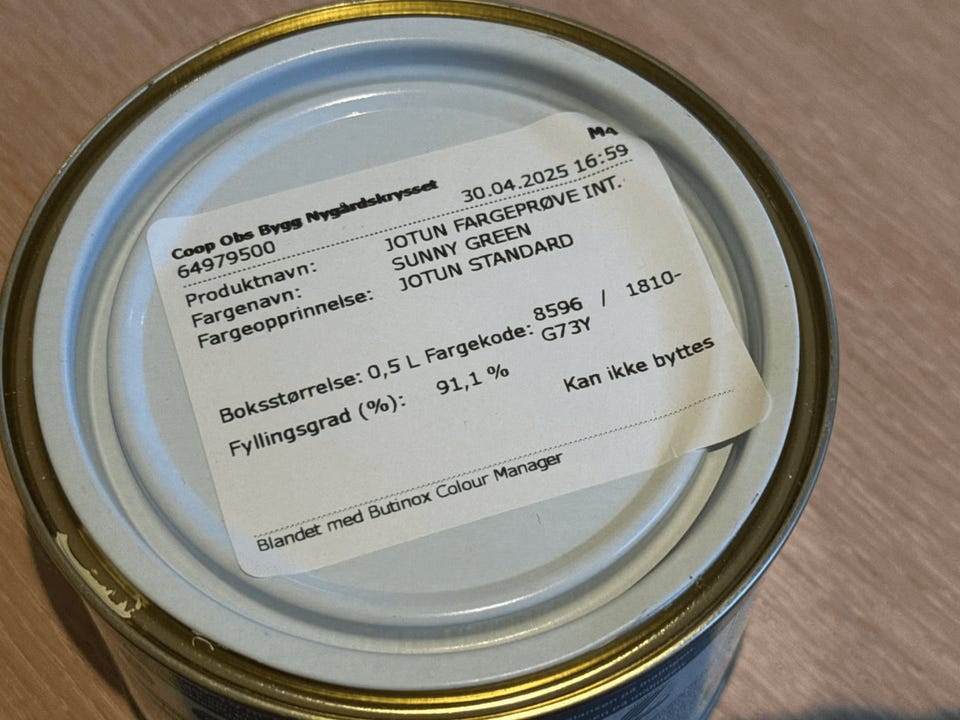 M4
Coop Obs Bygg Nygårdskrysset
64979500 30.04.2025 16:59
Produktnavn: JOTUN FARGEPRØVE INT.
Fargenavn: SUNNY GREEN
Fargeopprinnelse: JOTUN STANDARD
Boksstørrelse: 0,5 L Fargekode: 8596 / 1810-
G73Y
Fyllingsgrad (%): 91,1 %
Kan ikke byttes
Blandet med Butinox Colour Manager